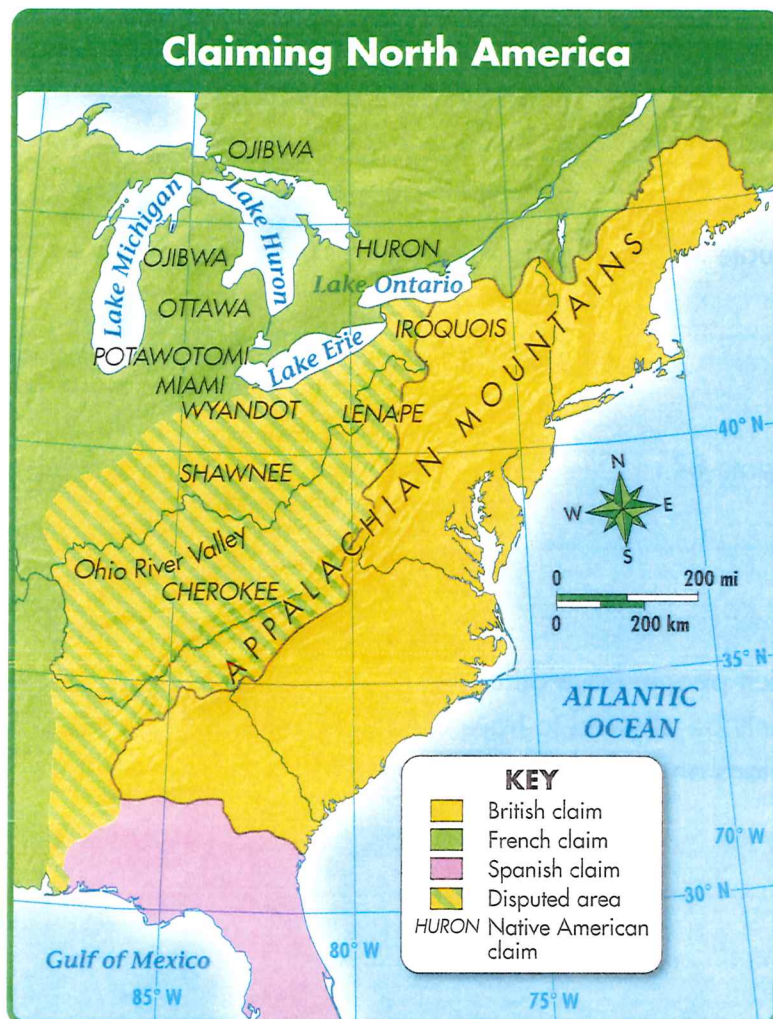 Claiming North America
OJIBWA
Lake Michigan
Lake Huron
OJIBWA
HURON
Lake Ontario
OTTAWA
IROQUOIS
POTAWOTOMI
Lake Erie
MIAMI
WYANDOT
LENAPE
SHAWNEE
APPALACHIAN MOUNTAINS
Ohio River Valley
CHEROKEE
40° N
N
W
E
S
0
200 mi
0
200 km
35° N
ATLANTIC
OCEAN
KEY
British claim
French claim
Spanish claim
Disputed area
HURON Native American
claim
70° W
30° N
Gulf of Mexico
80° W
85° W
75° W